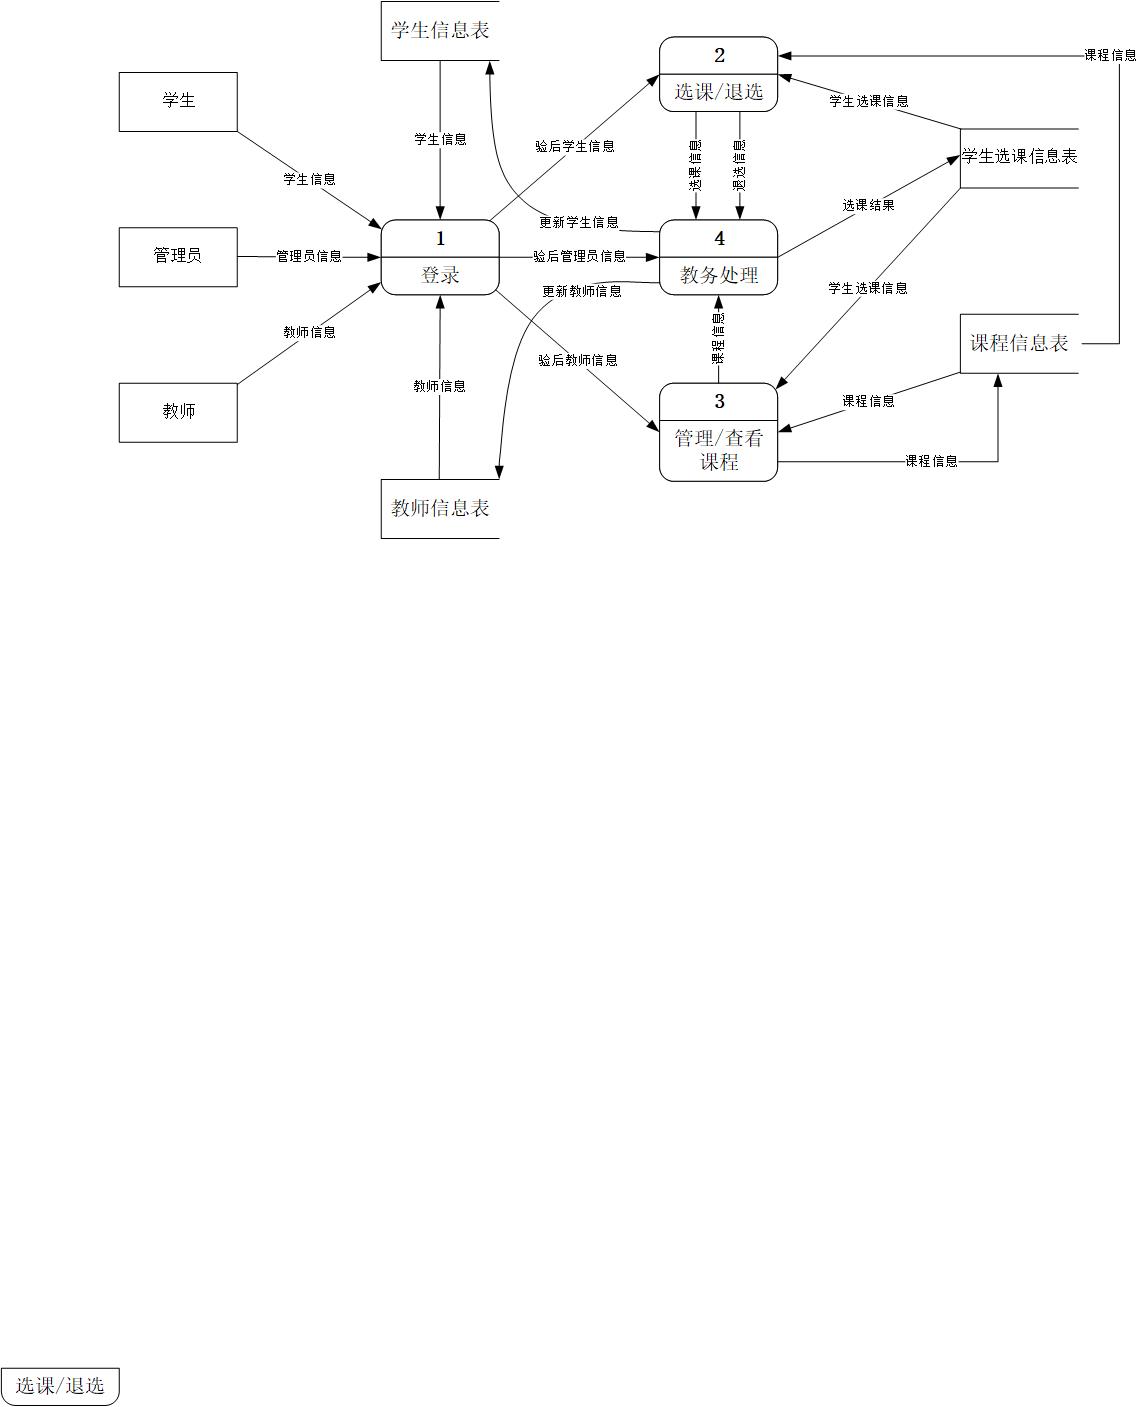 学生信息表
2
选课/退选
课程信息
学生
学生选课信息
学生信息
验后学生信息
选课信息
退选信息
学生选课信息表
学生信息
选课结果
更新学生信息
1
登录
4
教务处理
管理员
管理员信息
验后管理员信息
更新教师信息
学生选课信息
课程信息
教师信息
课程信息表
验后教师信息
教师信息
3
管理/查看
课程
课程信息
教师
课程信息
教师信息表
选课/退选